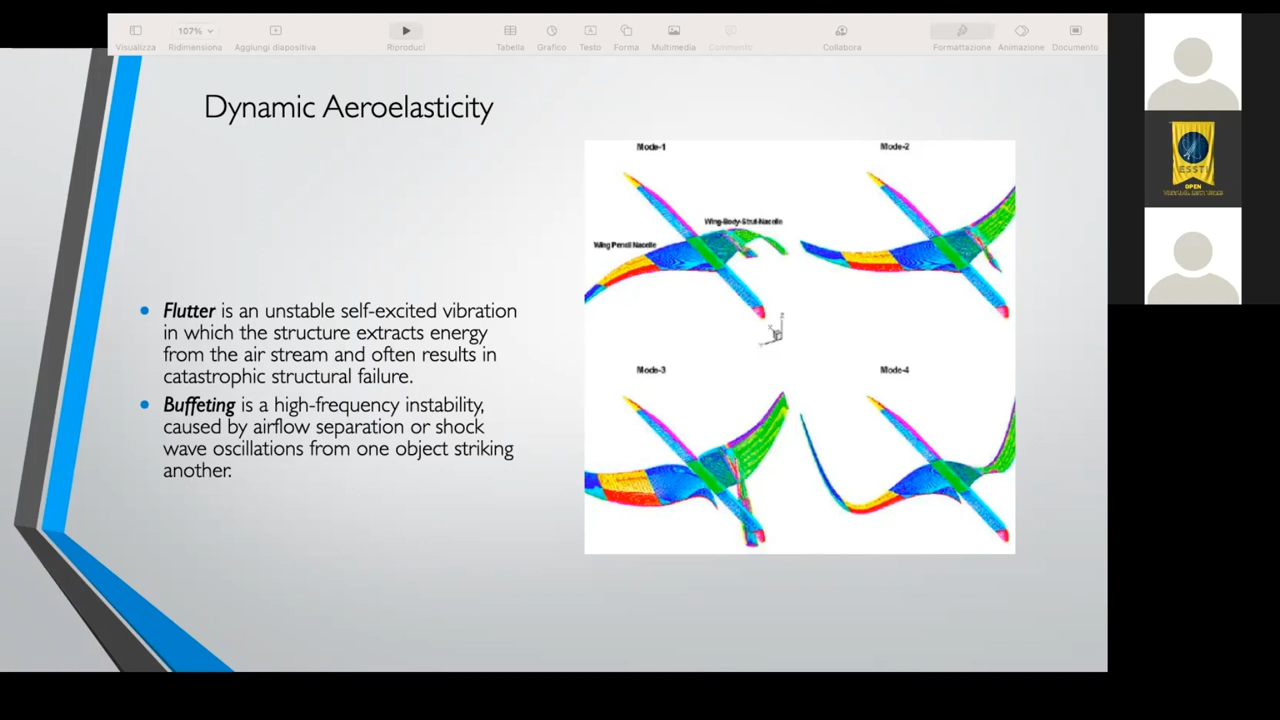 107%
Visualizza
Ridimensiona
Aggiungi diapositiva
Riproduci
Tabella
Grafico
Testo
Forma
Multimedia
Commento
Collabora
Formattazione
Animazione
Documento
Dynamic Aeroelasticity
Flutter is an unstable self-excited vibration
in which the structure extracts energy
from the air stream and often results in
catastrophic structural failure.
Buffeting is a high-frequency instability,
caused by airflow separation or shock
wave oscillations from one object striking
another.
Mode-1
Mode-2
Wing-Body-Strut-Nacelle
Wing Pencil Nacelle
Mode-3
Mode-4
ESSTI
OPEN